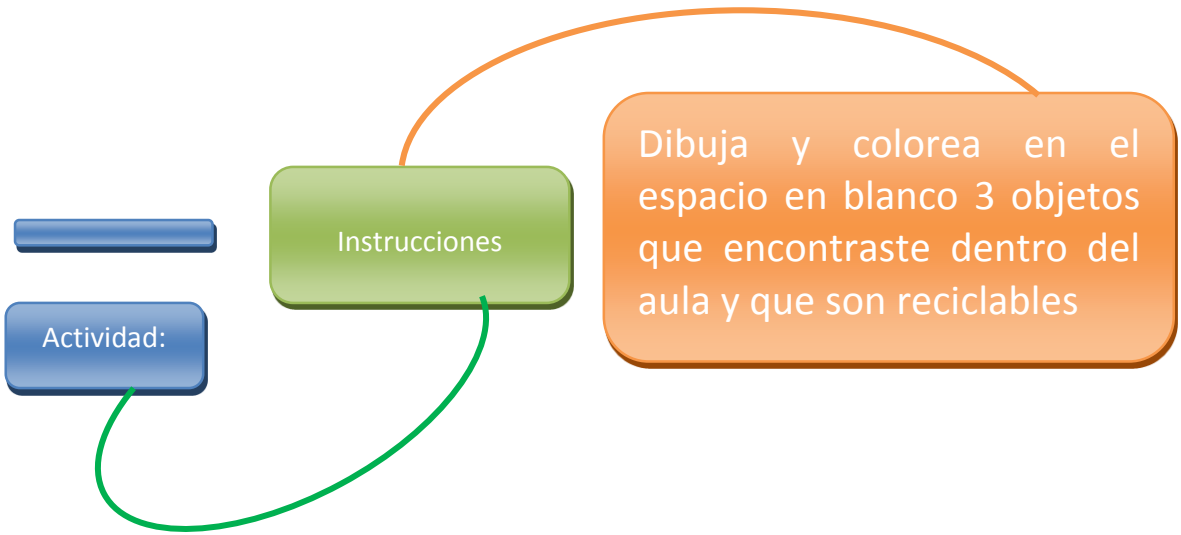 Actividad:
Instrucciones
Dibuja y colorea en el
espacio en blanco 3 objetos
que encontraste dentro del
aula y que son reciclables